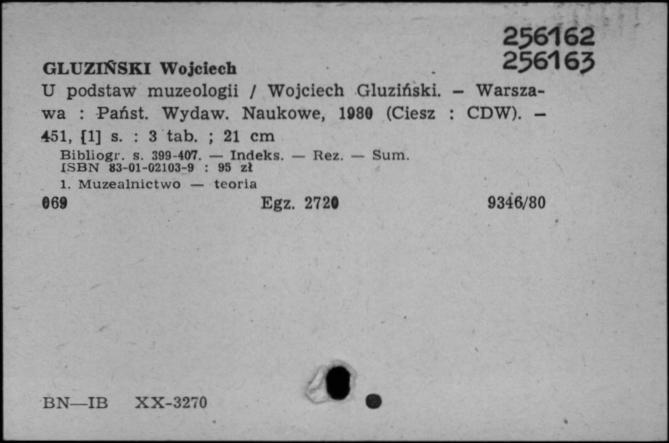 256162
256163
GLUZIŃSKI Wojciech
U podstaw muzeologii / Wojciech Gluziński. — Warsza-
wa : Państ. Wydaw. Naukowe, 1980 (Ciesz : CDW). —
451, [1] s. : 3 tab. ; 21 cm
Bibliogr. s. 399-407. — Indeks. — Rez. — Sum.
ISBN 83-01-02103-9 : 95 zł
1. Muzealnictwo — teoria
069 Egz. 2720 9346/80
BN—IB XX-3270